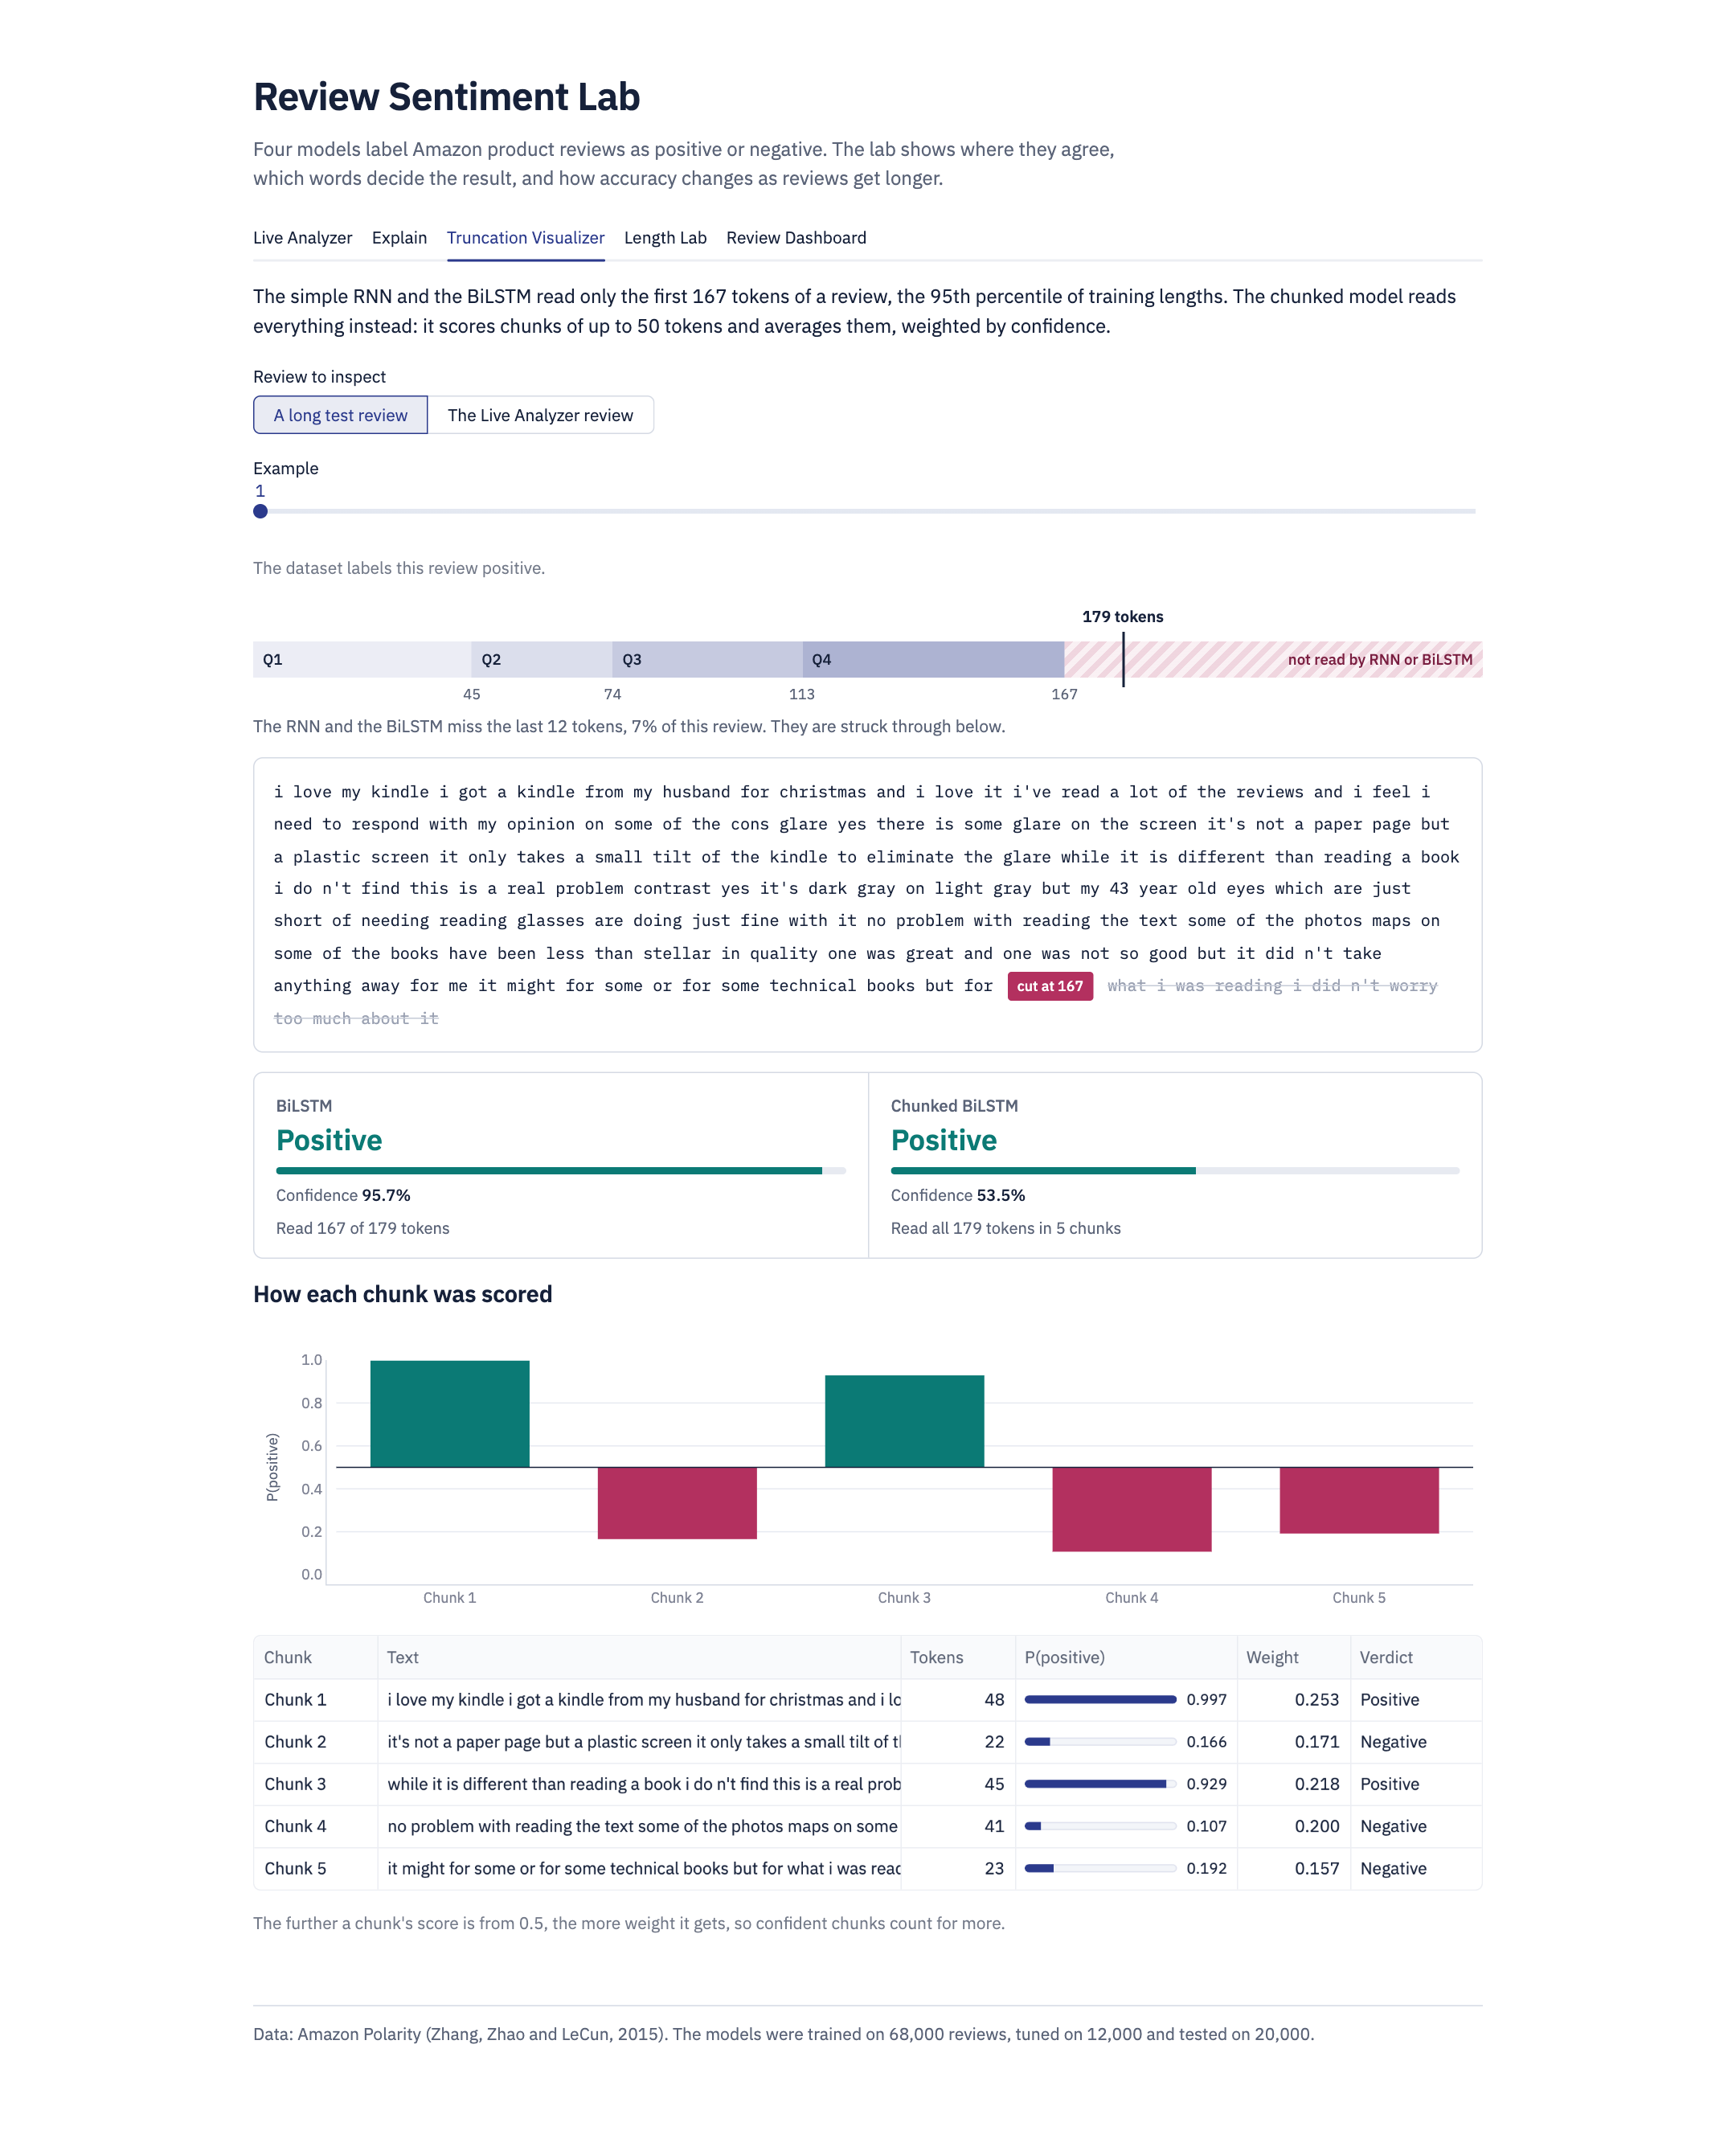 Review Sentiment Lab
Four models label Amazon product reviews as positive or negative. The lab shows where they agree,
which words decide the result, and how accuracy changes as reviews get longer.
Live Analyzer Explain Truncation Visualizer Length Lab Review Dashboard
The simple RNN and the BiLSTM read only the first 167 tokens of a review, the 95th percentile of training lengths. The chunked model reads
everything instead: it scores chunks of up to 50 tokens and averages them, weighted by confidence.
Review to inspect
A long test review The Live Analyzer review
Example
1
The dataset labels this review positive.
179 tokens
Q1 Q2 Q3 Q4 not read by RNN or BiLSTM
45 74 113 167
The RNN and the BiLSTM miss the last 12 tokens, 7% of this review. They are struck through below.
i love my kindle i got a kindle from my husband for christmas and i love it i've read a lot of the reviews and i feel i
need to respond with my opinion on some of the cons glare yes there is some glare on the screen it's not a paper page but
a plastic screen it only takes a small tilt of the kindle to eliminate the glare while it is different than reading a book
i do n't find this is a real problem contrast yes it's dark gray on light gray but my 43 year old eyes which are just
short of needing reading glasses are doing just fine with it no problem with reading the text some of the photos maps on
some of the books have been less than stellar in quality one was great and one was not so good but it did n't take
anything away for me it might for some or for some technical books but for cut at 167 what i was reading i did n't worry
too much about it
BiLSTM
Positive
Confidence 95.7%
Read 167 of 179 tokens
Chunked BiLSTM
Positive
Confidence 53.5%
Read all 179 tokens in 5 chunks
How each chunk was scored
P(positive)
1.0
0.8
0.6
0.4
0.2
0.0
Chunk 1 Chunk 2 Chunk 3 Chunk 4 Chunk 5
Chunk Text Tokens P(positive) Weight Verdict
Chunk 1 i love my kindle i got a kindle from my husband for christmas and i lo 48 0.997 0.253 Positive
Chunk 2 it's not a paper page but a plastic screen it only takes a small tilt of t 22 0.166 0.171 Negative
Chunk 3 while it is different than reading a book i do n't find this is a real prob 45 0.929 0.218 Positive
Chunk 4 no problem with reading the text some of the photos maps on some 41 0.107 0.200 Negative
Chunk 5 it might for some or for some technical books but for what i was rea 23 0.192 0.157 Negative
The further a chunk's score is from 0.5, the more weight it gets, so confident chunks count for more.
Data: Amazon Polarity (Zhang, Zhao and LeCun, 2015). The models were trained on 68,000 reviews, tuned on 12,000 and tested on 20,000.